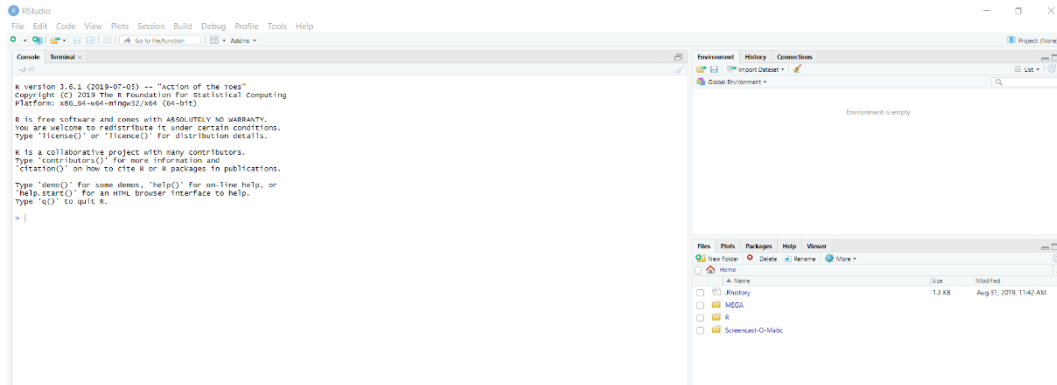 RStudio
File Edit Code View Plots Session Build Debug Profile Tools Help
Go to file/function Addins
Project: (None)
Console Terminal
~/
R version 3.6.1 (2019-07-05) -- "Action of the Toes"
Copyright (C) 2019 The R Foundation for Statistical Computing
Platform: x86_64-w64-mingw32/x64 (64-bit)
R is free software and comes with ABSOLUTELY NO WARRANTY.
You are welcome to redistribute it under certain conditions.
Type 'license()' or 'licence()' for distribution details.
R is a collaborative project with many contributors.
Type 'contributors()' for more information and
'citation()' on how to cite R or R packages in publications.
Type 'demo()' for some demos, 'help()' for on-line help, or
'help.start()' for an HTML browser interface to help.
Type 'q()' to quit R.
>
Environment History Connections
Import Dataset
List
Global Environment
Environment is empty
Files Plots Packages Help Viewer
New Folder Delete Rename More
Home
Name Size Modified
.Rhistory 1.3 KB Aug 31, 2019, 11:42 AM
MEGA
R
Screencast-O-Matic